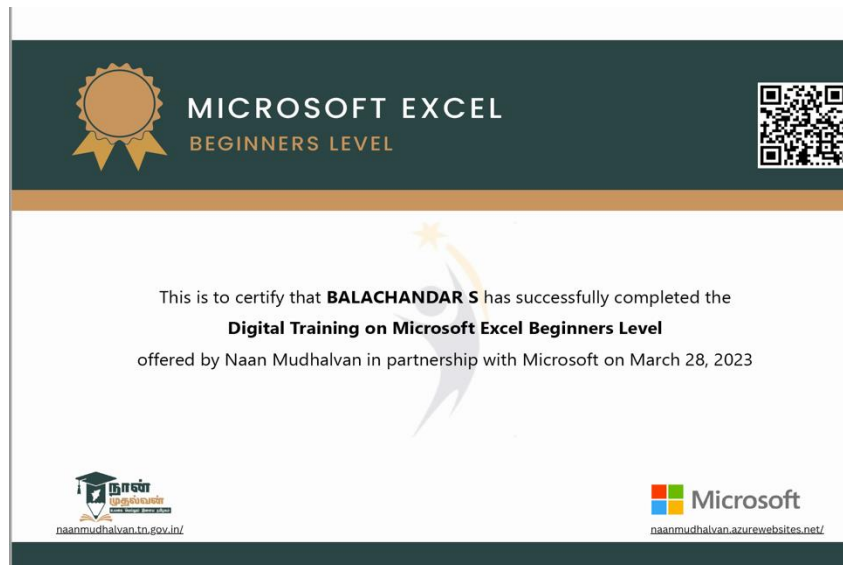 MICROSOFT EXCEL
BEGINNERS LEVEL
This is to certify that BALACHANDAR S has successfully completed the
Digital Training on Microsoft Excel Beginners Level
offered by Naan Mudhalvan in partnership with Microsoft on March 28, 2023
நான்
முதல்வன்
naanmudhalvan.tn.gov.in/
Microsoft
naanmudhalvan.azurewebsites.net/